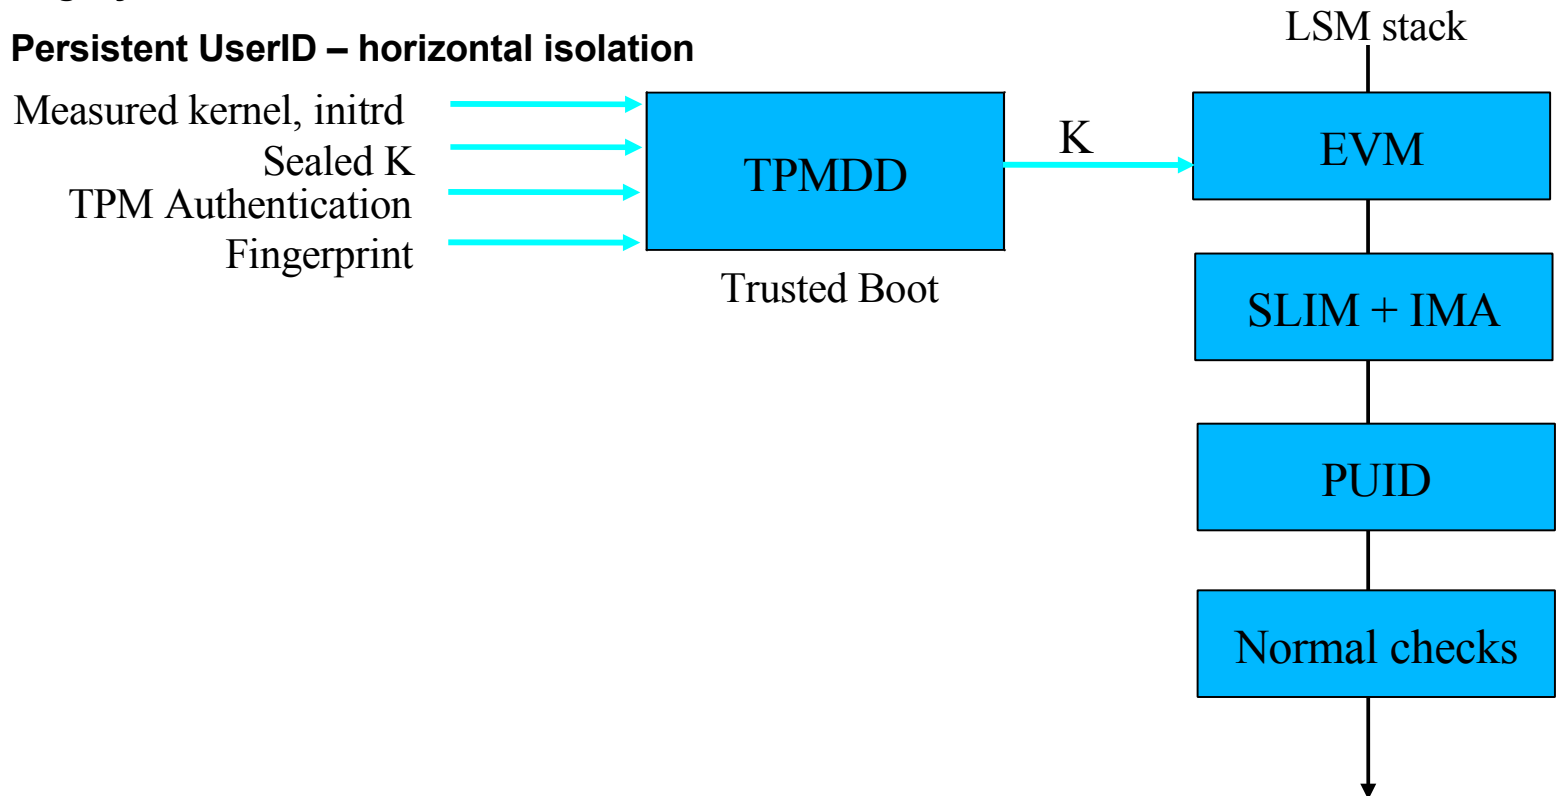 Persistent UserID – horizontal isolation
LSM stack
Measured kernel, initrd
Sealed K
TPM Authentication
Fingerprint
TPMDD
Trusted Boot
K
EVM
SLIM + IMA
PUID
Normal checks